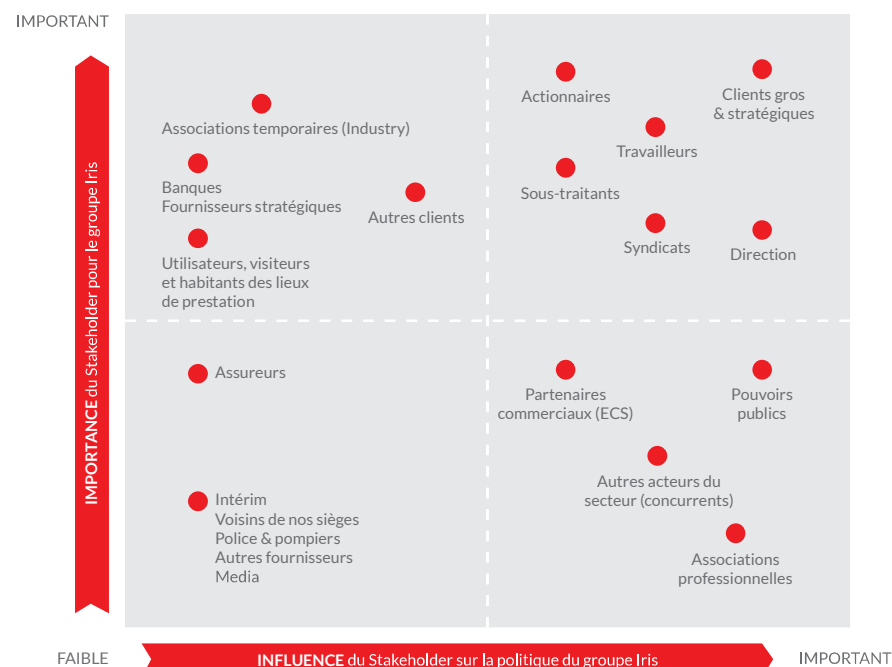 IMPORTANT
IMPORTANCE du Stakeholder pour le groupe Iris
Associations temporaires (Industry)
Banques
Fournisseurs stratégiques
Autres clients
Utilisateurs, visiteurs
et habitants des lieux
de prestation
Actionnaires
Clients gros
& stratégiques
Travailleurs
Sous-traitants
Syndicats
Direction
Assureurs
Intérim
Voisins de nos sièges
Police & pompiers
Autres fournisseurs
Media
Partenaires
commerciaux (ECS)
Pouvoirs
publics
Autres acteurs du
secteur (concurrents)
Associations
professionnelles
FAIBLE
INFLUENCE du Stakeholder sur la politique du groupe Iris
IMPORTANT